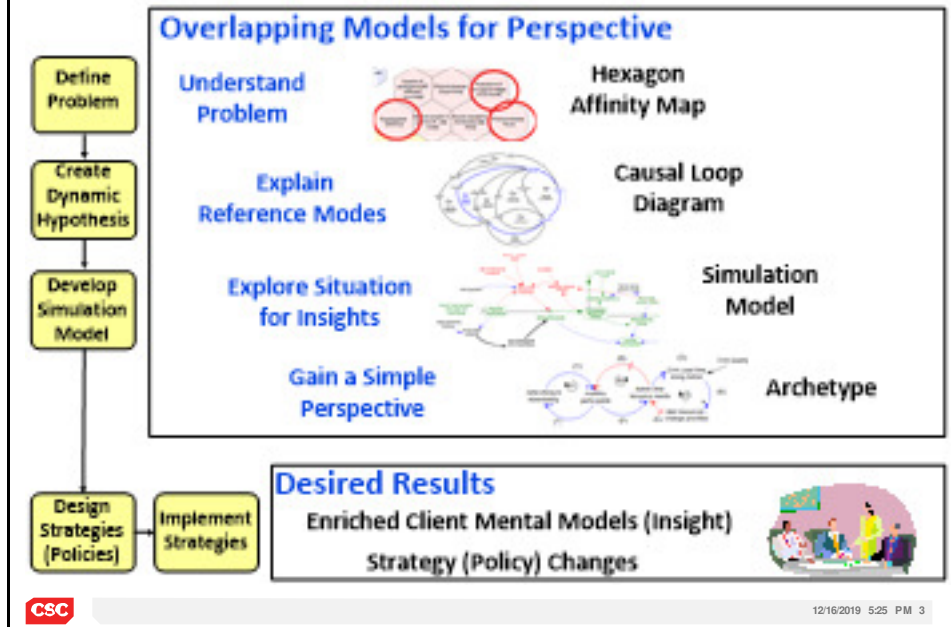 Overlapping Models for Perspective
Define
Problem
Understand
Problem
Hexagon
Affinity Map
Create
Dynamic
Hypothesis
Explain
Reference Modes
Causal Loop
Diagram
Develop
Simulation
Model
Explore Situation
for Insights
Simulation
Model
Gain a Simple
Perspective
Archetype
Design
Strategies
(Policies)
Implement
Strategies
Desired Results
Enriched Client Mental Models (Insight)
Strategy (Policy) Changes
CSC
12/16/2019 5:25 PM 3